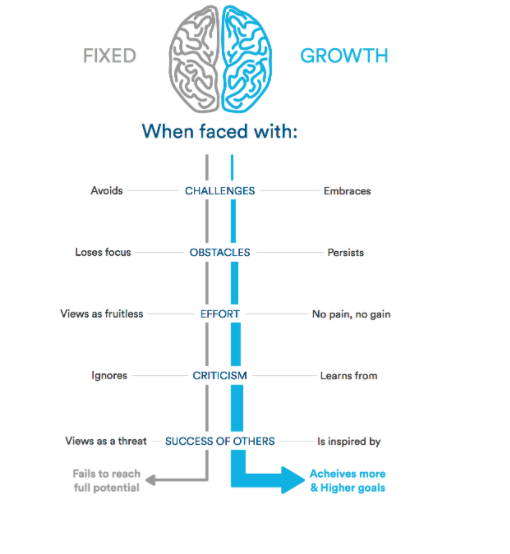 FIXED GROWTH
When faced with:
Avoids CHALLENGES Embraces
Loses focus OBSTACLES Persists
Views as fruitless EFFORT No pain, no gain
Ignores CRITICISM Learns from
Views as a threat SUCCESS OF OTHERS Is inspired by
Fails to reach
full potential
Acheives more
& Higher goals